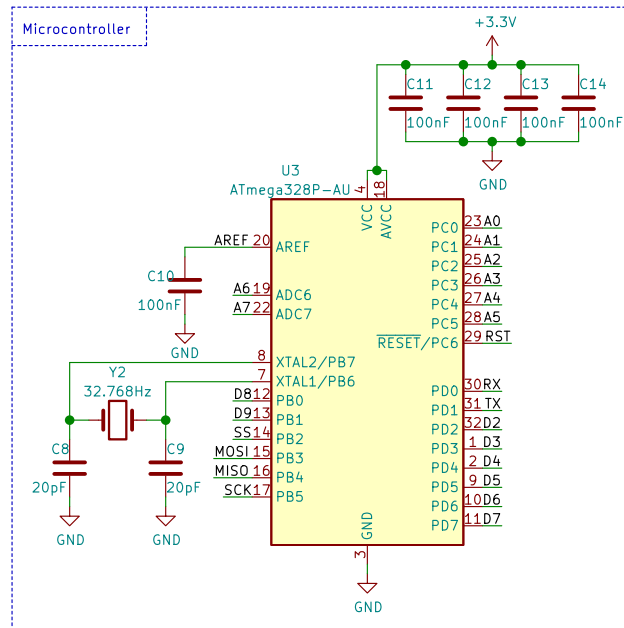 Microcontroller
+3.3V
C11
C12
C13
C14
100nF
100nF
100nF
100nF
GND
U3
ATmega328P-AU
4
18
VCC
AVCC
AREF 20 AREF
C10
100nF
GND
A6 19 ADC6
A7 22 ADC7
8 XTAL2/PB7
7 XTAL1/PB6
Y2
32.768Hz
C8
20pF
GND
C9
20pF
GND
D8 12 PB0
D9 13 PB1
SS 14 PB2
MOSI 15 PB3
MISO 16 PB4
SCK 17 PB5
PC0 23 A0
PC1 24 A1
PC2 25 A2
PC3 26 A3
PC4 27 A4
PC5 28 A5
RESET/PC6 29 RST
PD0 30 RX
PD1 31 TX
PD2 32 D2
PD3 1 D3
PD4 2 D4
PD5 9 D5
PD6 10 D6
PD7 11 D7
GND
3
GND